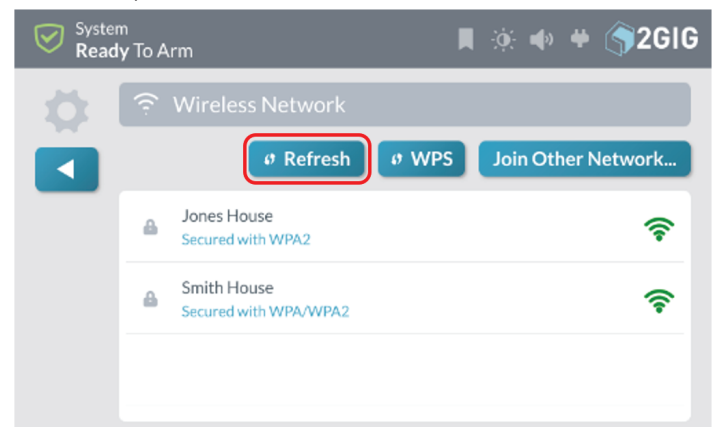 System
Ready To Arm
2GIG
Wireless Network
Refresh
WPS
Join Other Network...
Jones House
Secured with WPA2
Smith House
Secured with WPA/WPA2